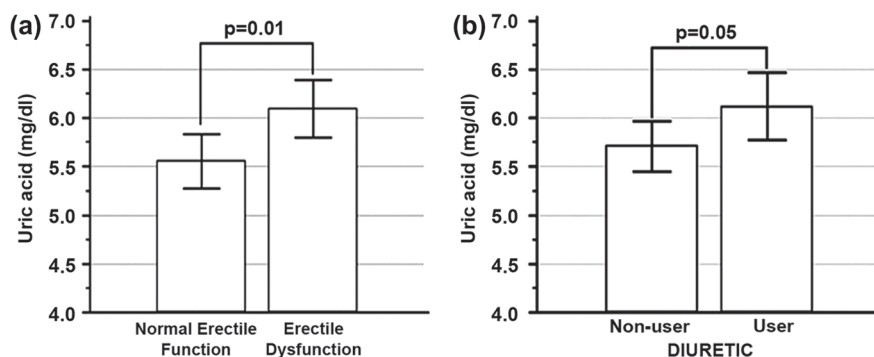 (a)
p=0.01
Uric acid (mg/dl)
7.0
6.5
6.0
5.5
5.0
4.5
4.0
Normal Erectile
Function
Erectile
Dysfunction
(b)
p=0.05
Uric acid (mg/dl)
7.0
6.5
6.0
5.5
5.0
4.5
4.0
Non-user
User
DIURETIC